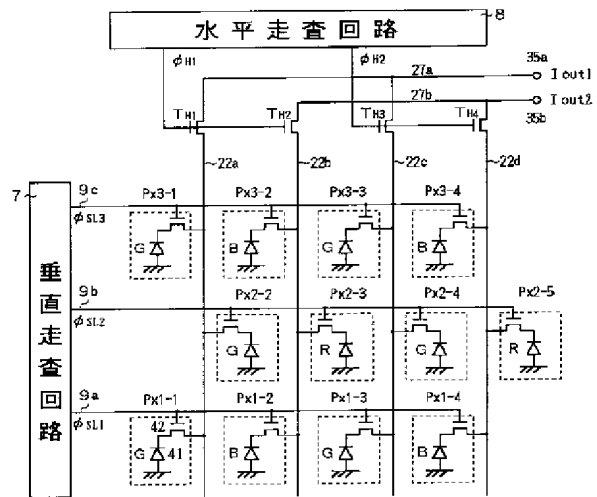 水平走査回路
8
φH1
φH2
27a
35a
Iout1
27b
Iout2
35b
TH1
TH2
TH3
TH4
22a
22b
22c
22d
7
垂直走査回路
9c
φSL3
Px3-1
Px3-2
Px3-3
Px3-4
G
B
G
B
9b
φSL2
Px2-2
Px2-3
Px2-4
Px2-5
G
R
G
R
9a
φSL1
Px1-1
Px1-2
Px1-3
Px1-4
42
G
41
B
G
B